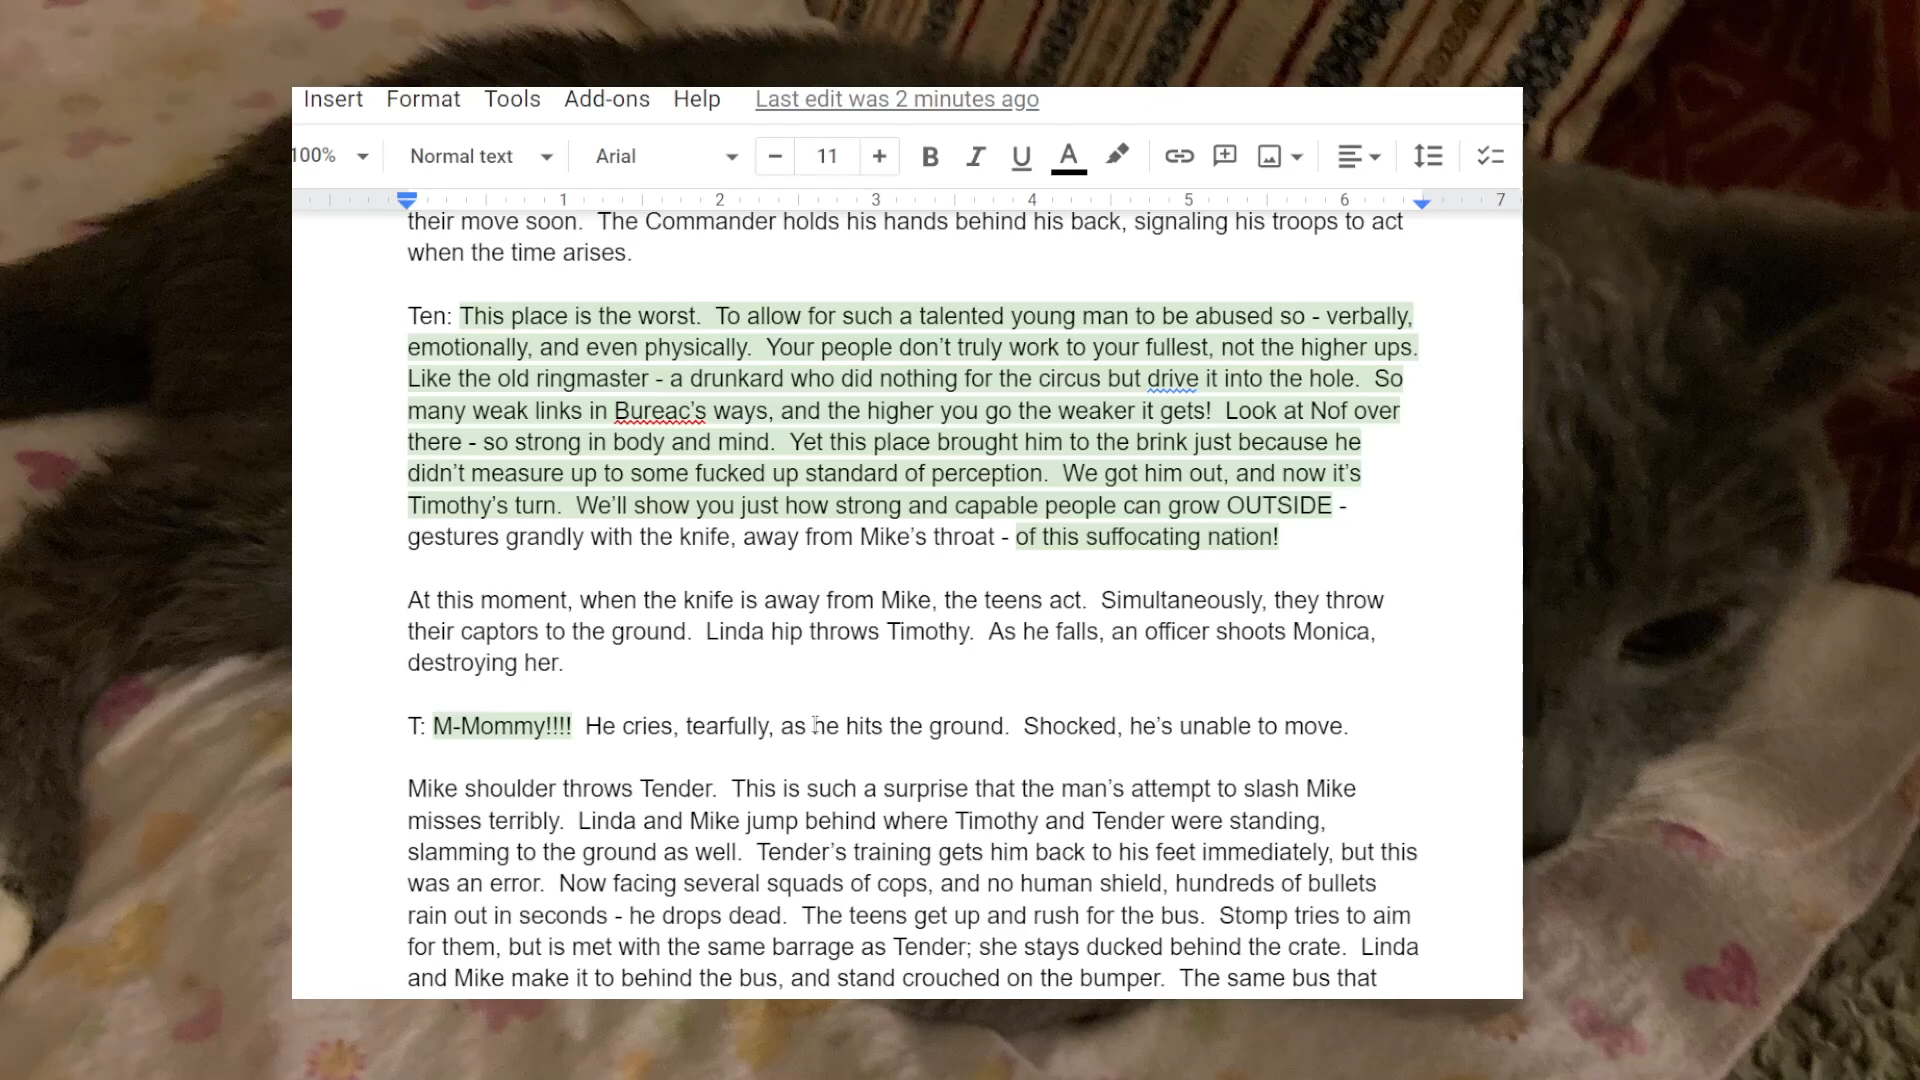 Insert Format Tools Add-ons Help Last edit was 2 minutes ago
100% Normal text Arial − 11 + B I U A
1 2 3 4 5 6 7
their move soon.  The Commander holds his hands behind his back, signaling his troops to act
when the time arises.
Ten: This place is the worst.  To allow for such a talented young man to be abused so - verbally,
emotionally, and even physically.  Your people don’t truly work to your fullest, not the higher ups.
Like the old ringmaster - a drunkard who did nothing for the circus but drive it into the hole.  So
many weak links in Bureac’s ways, and the higher you go the weaker it gets!  Look at Nof over
there - so strong in body and mind.  Yet this place brought him to the brink just because he
didn’t measure up to some fucked up standard of perception.  We got him out, and now it’s
Timothy’s turn.  We’ll show you just how strong and capable people can grow OUTSIDE -
gestures grandly with the knife, away from Mike’s throat - of this suffocating nation!
At this moment, when the knife is away from Mike, the teens act.  Simultaneously, they throw
their captors to the ground.  Linda hip throws Timothy.  As he falls, an officer shoots Monica,
destroying her.
T: M-Mommy!!!!  He cries, tearfully, as he hits the ground.  Shocked, he’s unable to move.
Mike shoulder throws Tender.  This is such a surprise that the man’s attempt to slash Mike
misses terribly.  Linda and Mike jump behind where Timothy and Tender were standing,
slamming to the ground as well.  Tender’s training gets him back to his feet immediately, but this
was an error.  Now facing several squads of cops, and no human shield, hundreds of bullets
rain out in seconds - he drops dead.  The teens get up and rush for the bus.  Stomp tries to aim
for them, but is met with the same barrage as Tender; she stays ducked behind the crate.  Linda
and Mike make it to behind the bus, and stand crouched on the bumper.  The same bus that